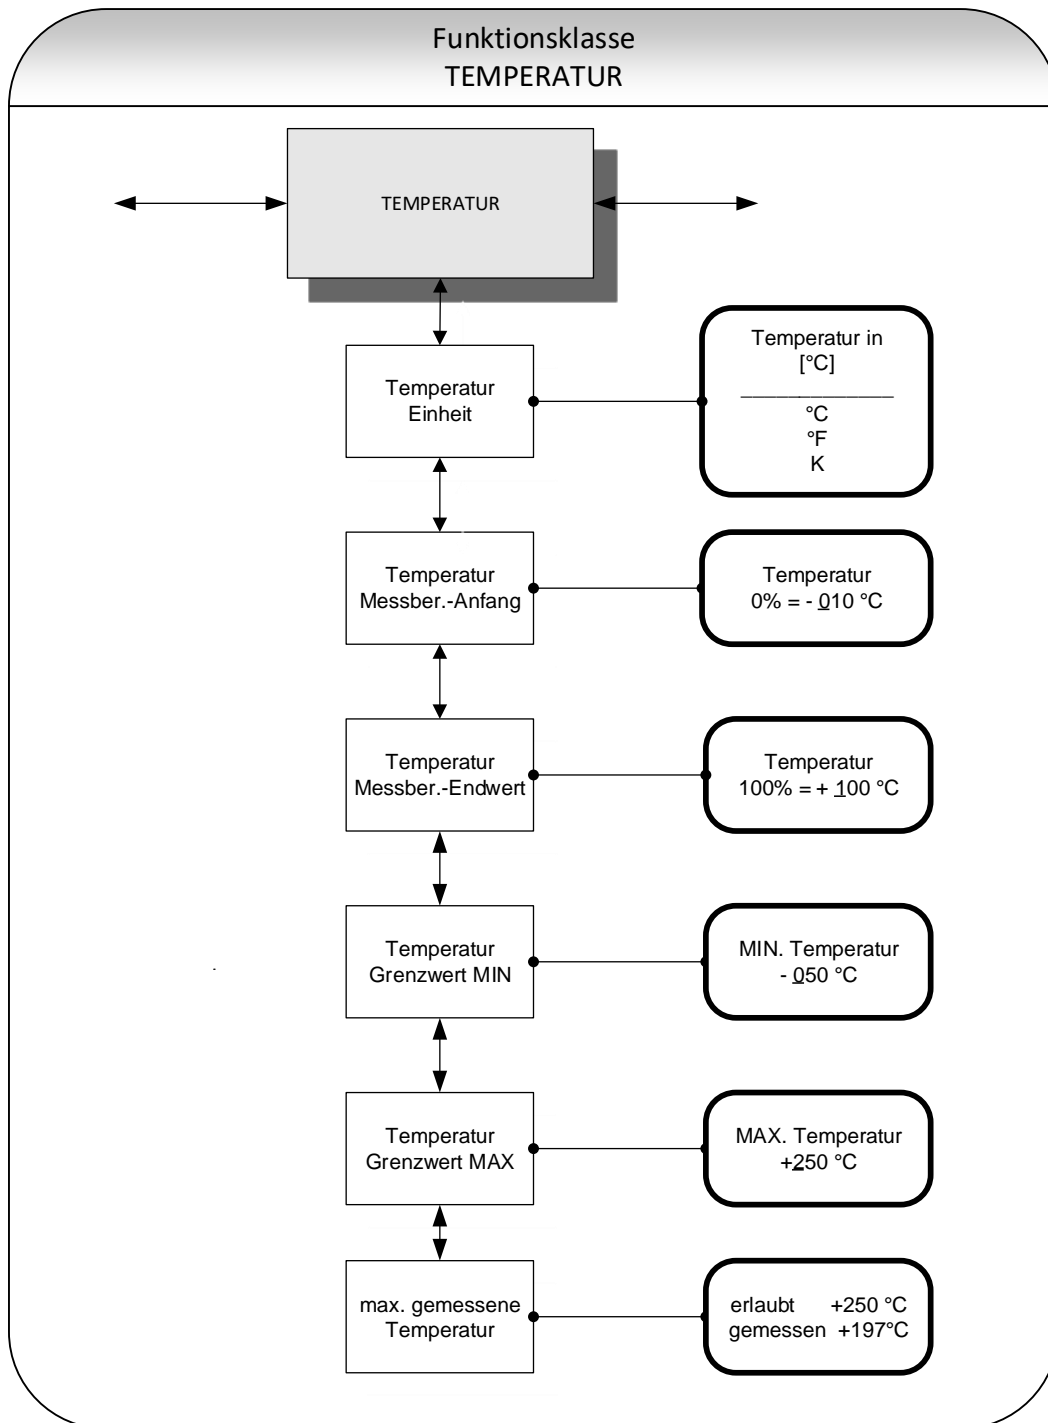 Funktionsklasse
TEMPERATUR
TEMPERATUR
Temperatur
Einheit
Temperatur in
[°C]
°C
°F
K
Temperatur
Messber.-Anfang
Temperatur
0% = - 010 °C
Temperatur
Messber.-Endwert
Temperatur
100% = + 100 °C
Temperatur
Grenzwert MIN
MIN. Temperatur
- 050 °C
Temperatur
Grenzwert MAX
MAX. Temperatur
+250 °C
max. gemessene
Temperatur
erlaubt +250 °C
gemessen +197°C